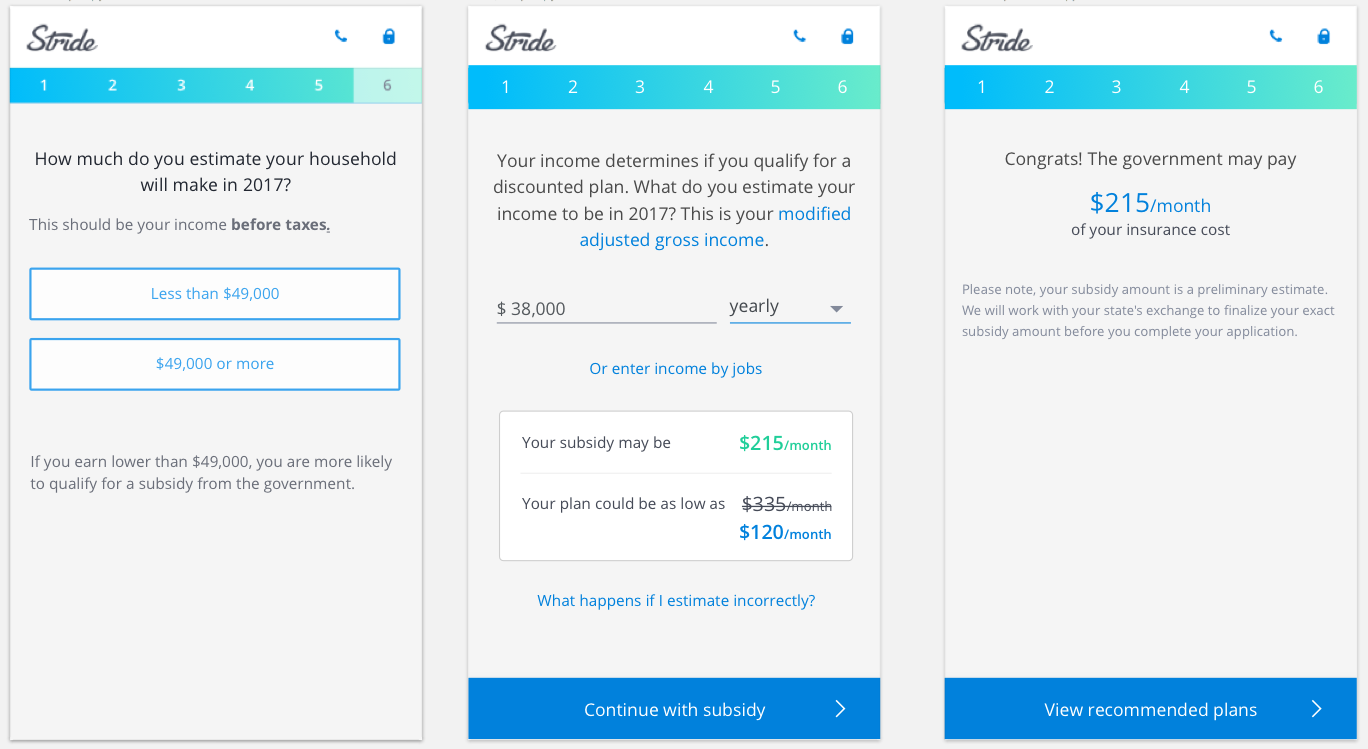 Stride
1 2 3 4 5 6
How much do you estimate your household
will make in 2017?
This should be your income before taxes.
Less than $49,000
$49,000 or more
If you earn lower than $49,000, you are more likely
to qualify for a subsidy from the government.
Stride
1 2 3 4 5 6
Your income determines if you qualify for a
discounted plan. What do you estimate your
income to be in 2017? This is your modified
adjusted gross income.
$ 38,000 yearly
Or enter income by jobs
Your subsidy may be $215/month
Your plan could be as low as $335/month
$120/month
What happens if I estimate incorrectly?
Continue with subsidy
Stride
1 2 3 4 5 6
Congrats! The government may pay
$215/month
of your insurance cost
Please note, your subsidy amount is a preliminary estimate.
We will work with your state's exchange to finalize your exact
subsidy amount before you complete your application.
View recommended plans